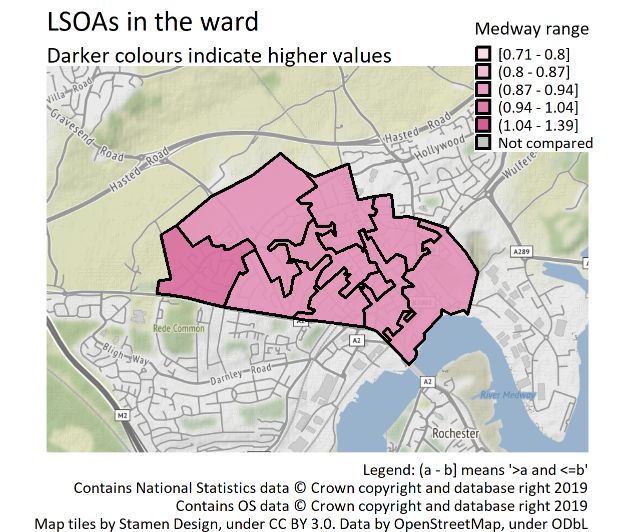 LSOAs in the ward
Darker colours indicate higher values
Medway range
[0.71 - 0.8]
(0.8 - 0.87]
(0.87 - 0.94]
(0.94 - 1.04]
(1.04 - 1.39]
Not compared
Villa Road
Gravesend Road
Hasted Road
Hasted Road
Hollywood
Wulfere
A289
Rede Common
A2
Bligh Way
Darnley Road
A2
River Medway
M2
Rochester
Legend: (a - b] means '>a and <=b'
Contains National Statistics data © Crown copyright and database right 2019
Contains OS data © Crown copyright and database right 2019
Map tiles by Stamen Design, under CC BY 3.0. Data by OpenStreetMap, under ODbL